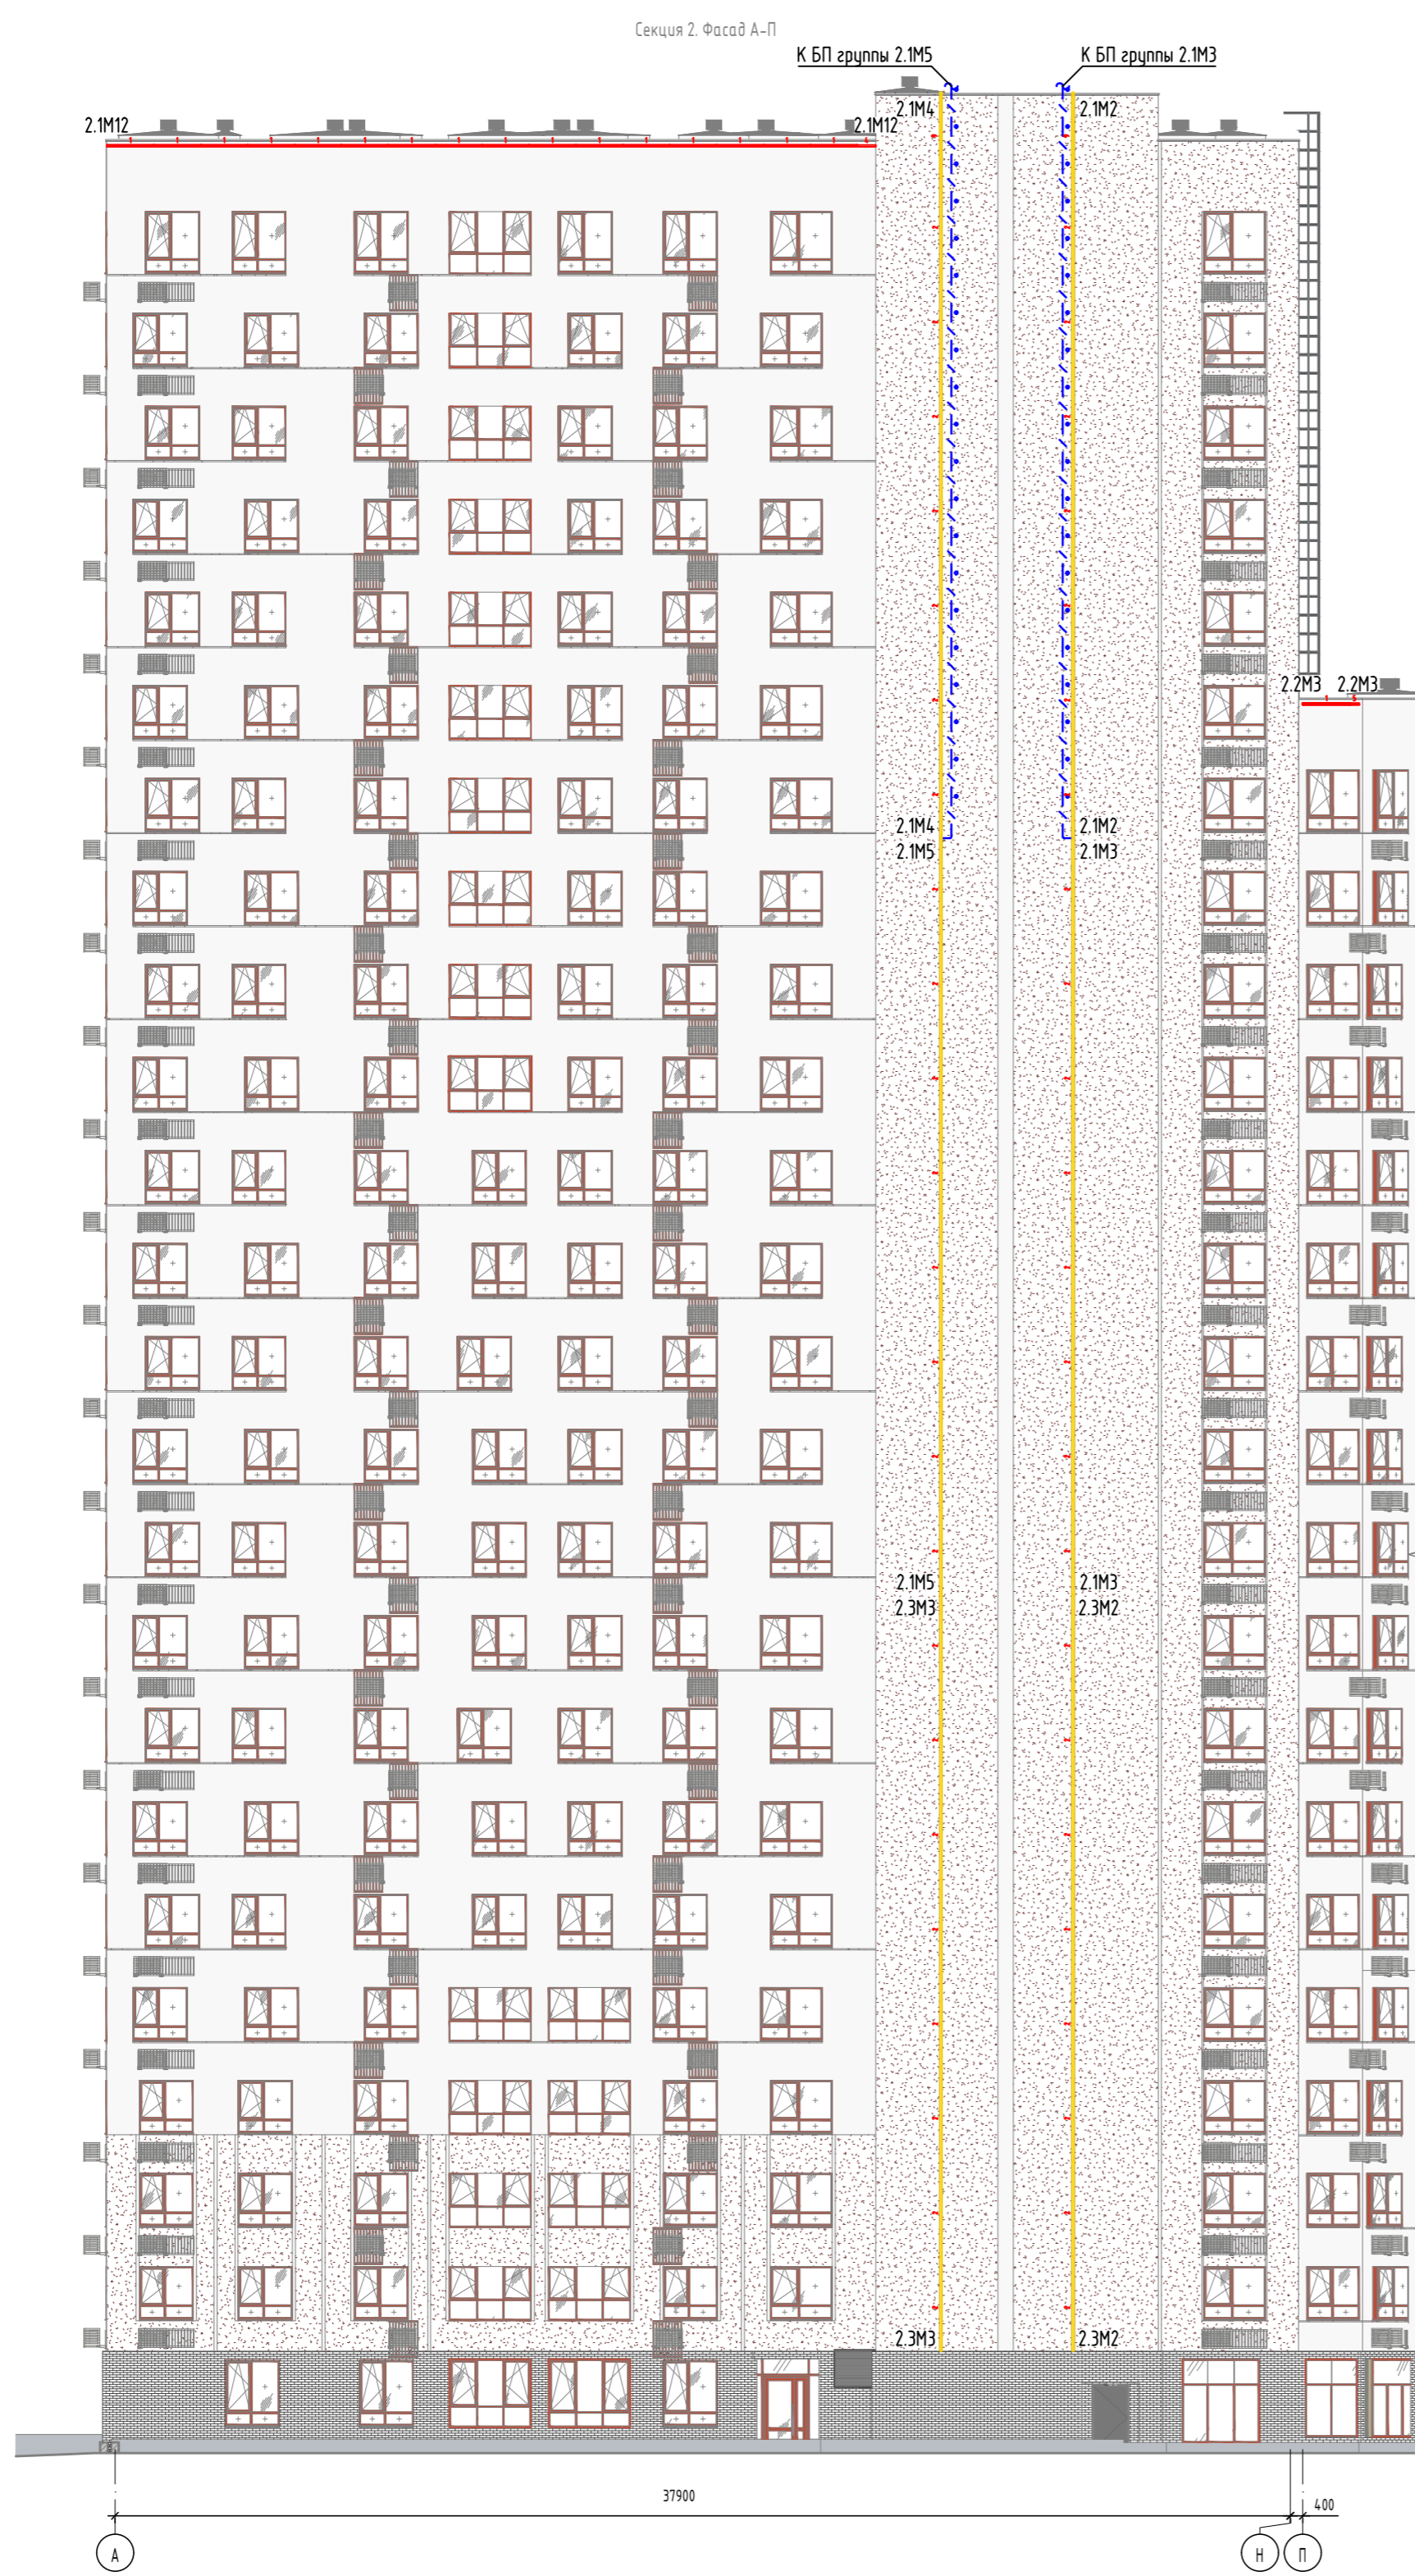 Секция 2. Фасад А-П
К БП группы 2.1М5
К БП группы 2.1М3
2.1М12
2.1М12
2.1М4
2.1М2
2.2М3
2.2М3
2.1М4
2.1М2
2.1М5
2.1М3
2.1М5
2.1М3
2.3М3
2.3М2
2.3М3
2.3М2
37900
400
А
Н
П